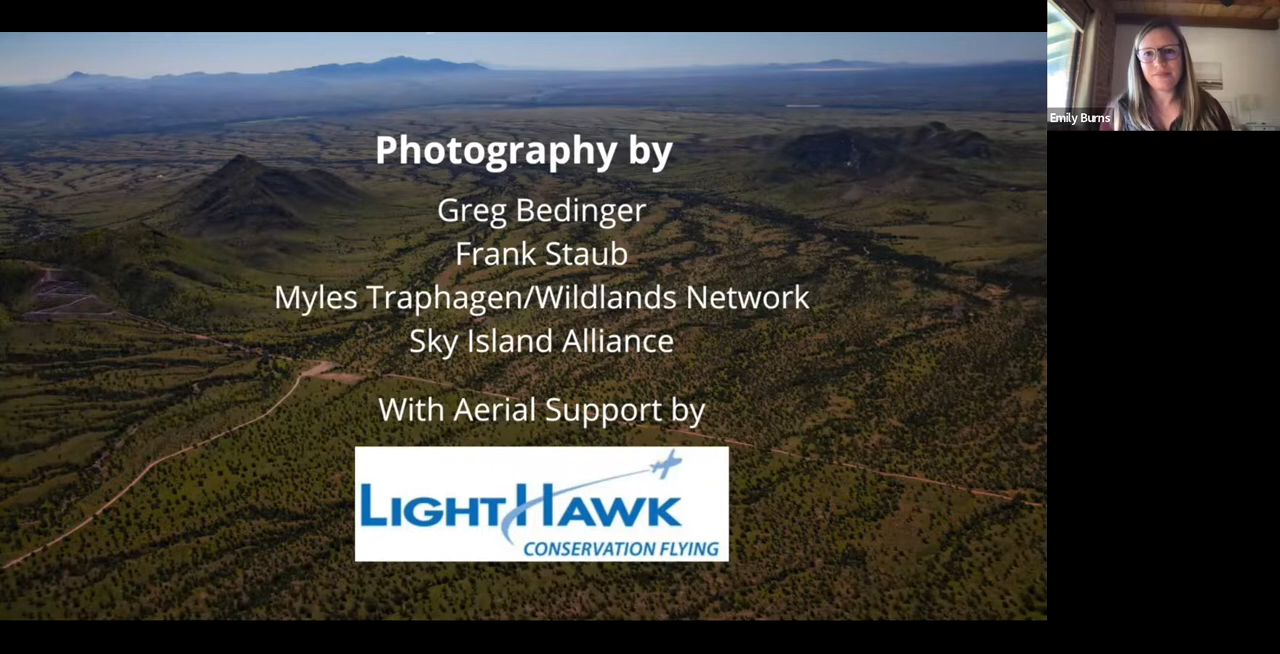 Photography by
Greg Bedinger
Frank Staub
Myles Traphagen/Wildlands Network
Sky Island Alliance
With Aerial Support by
LIGHTHAWK
CONSERVATION FLYING
Emily Burns